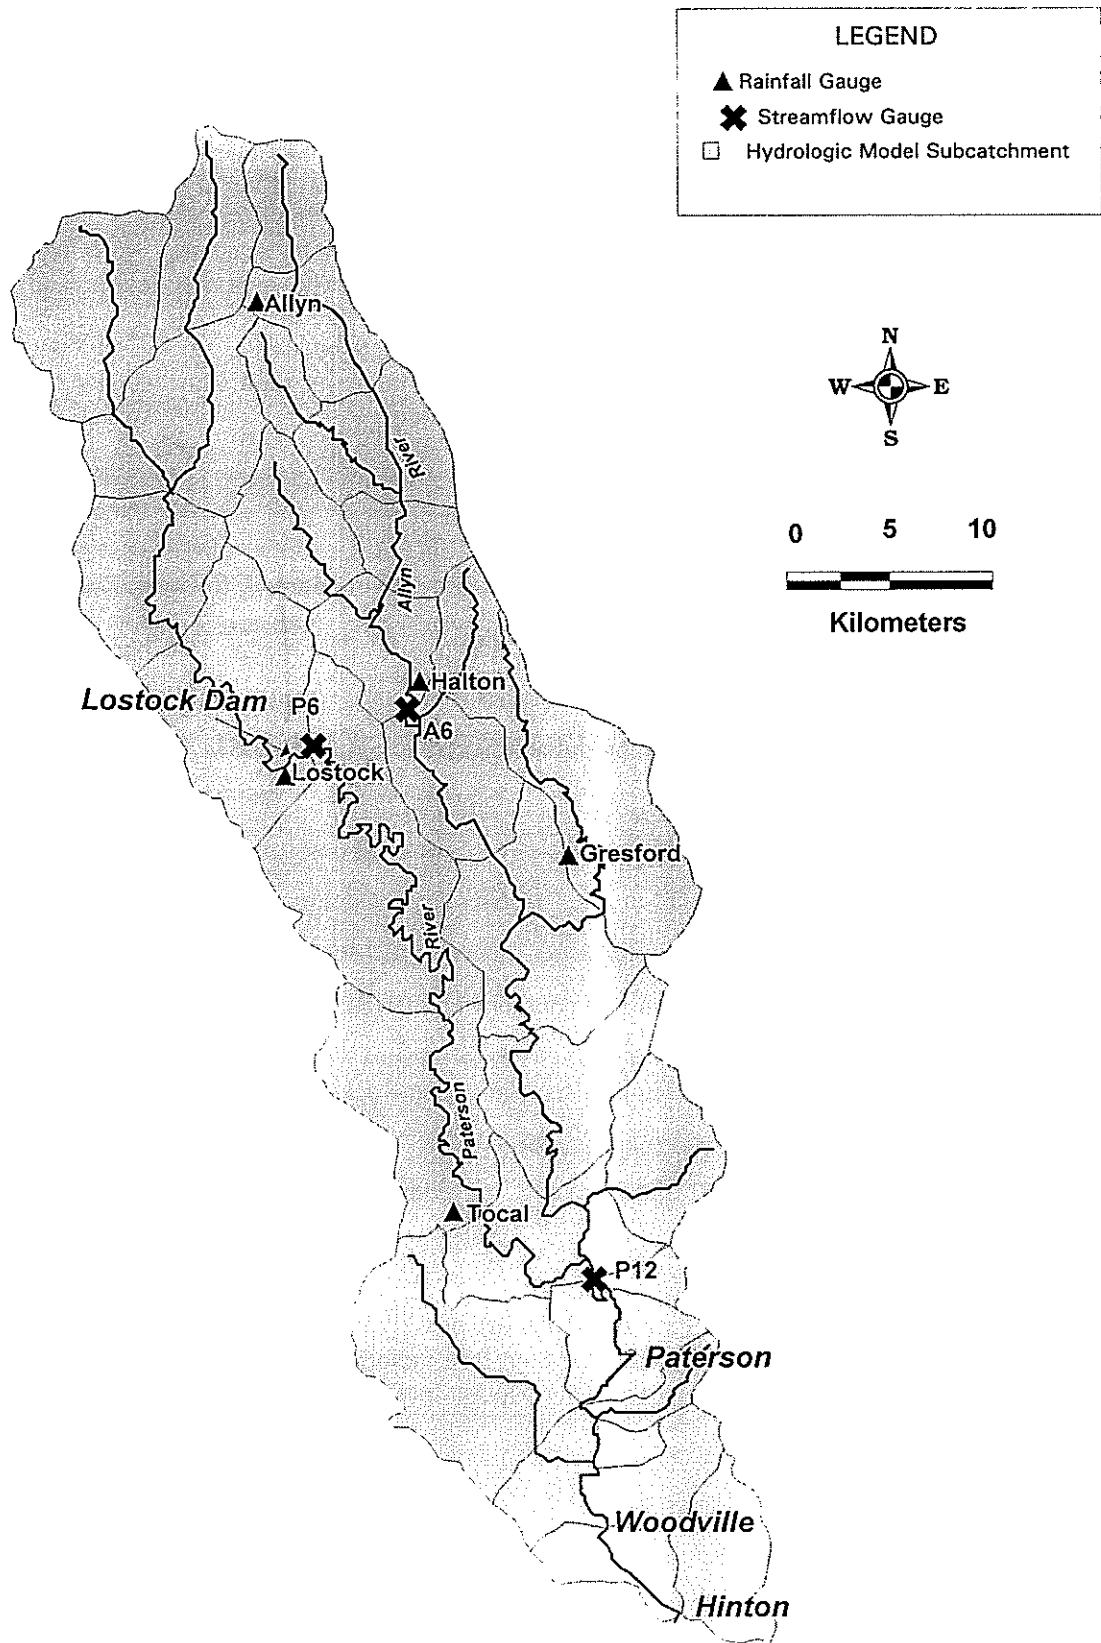 LEGEND
Rainfall Gauge
Streamflow Gauge
Hydrologic Model Subcatchment
Allyn
N
W E
S
River
0 5 10
Allyn
Kilometers
Halton
Lostock Dam
P6
A6
Lostock
Gresford
River
Paterson
Tocal
P12
Paterson
Woodville
Hinton